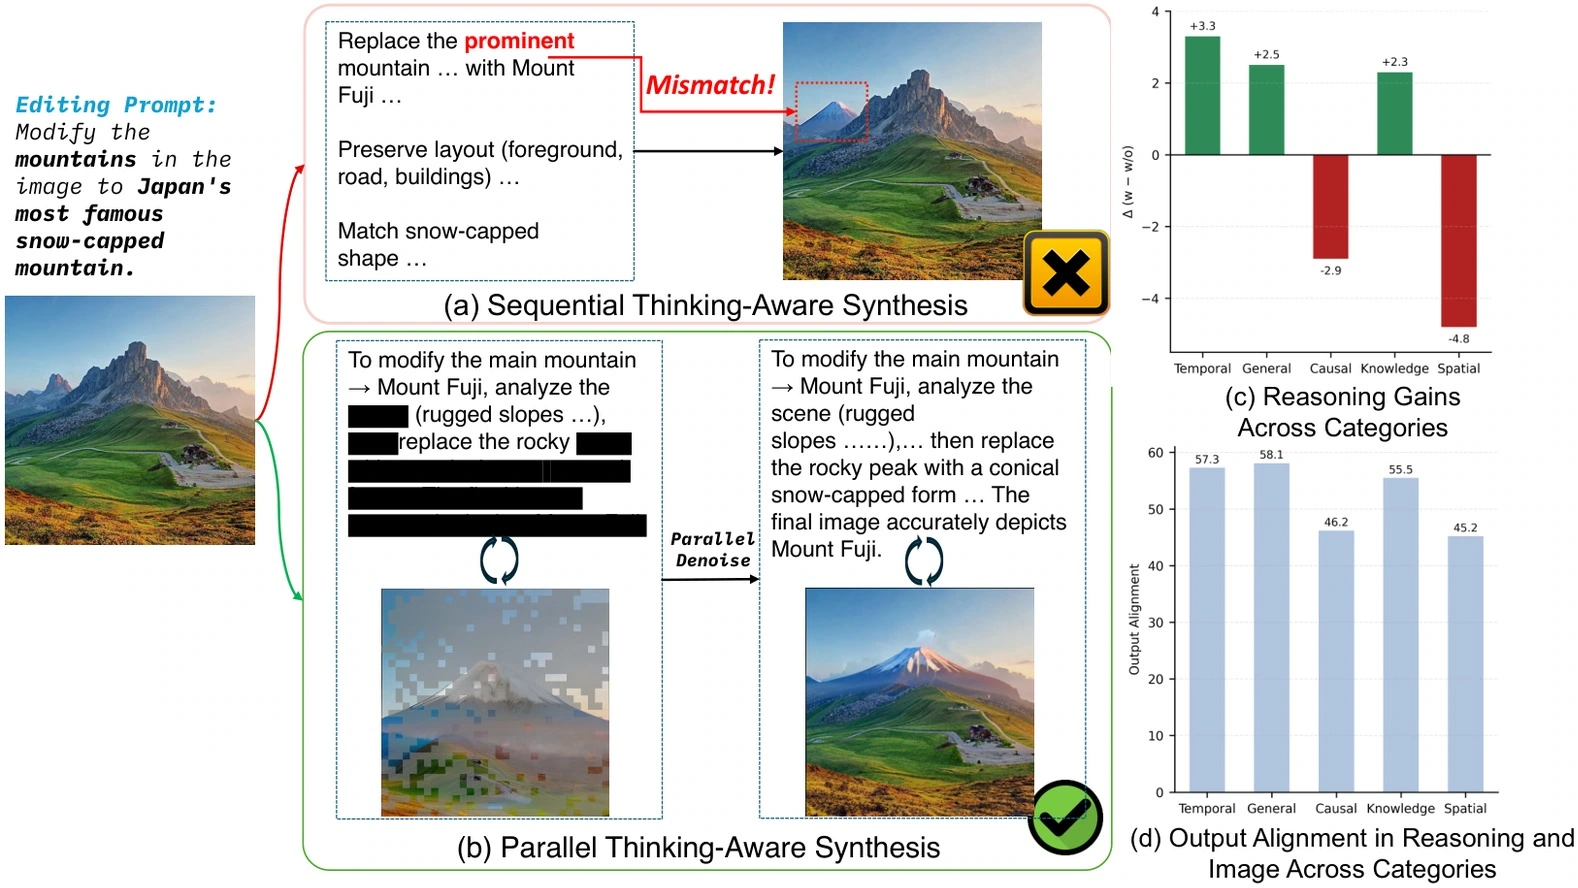 Editing Prompt:
Modify the
mountains in the
image to Japan's
most famous
snow-capped
mountain.
Replace the prominent
mountain … with Mount
Fuji …
Preserve layout (foreground,
road, buildings) …
Match snow-capped
shape …
Mismatch!
(a) Sequential Thinking-Aware Synthesis
To modify the main mountain
→ Mount Fuji, analyze the
(rugged slopes …),
replace the rocky
Parallel
Denoise
To modify the main mountain
→ Mount Fuji, analyze the
scene (rugged
slopes ……),… then replace
the rocky peak with a conical
snow-capped form … The
final image accurately depicts
Mount Fuji.
(b) Parallel Thinking-Aware Synthesis
4
2
0
−2
−4
Δ (w − w/o)
+3.3
+2.5
-2.9
+2.3
-4.8
Temporal General Causal Knowledge Spatial
(c) Reasoning Gains
Across Categories
60
50
40
30
20
10
0
Output Alignment
57.3
58.1
46.2
55.5
45.2
Temporal General Causal Knowledge Spatial
(d) Output Alignment in Reasoning and
Image Across Categories